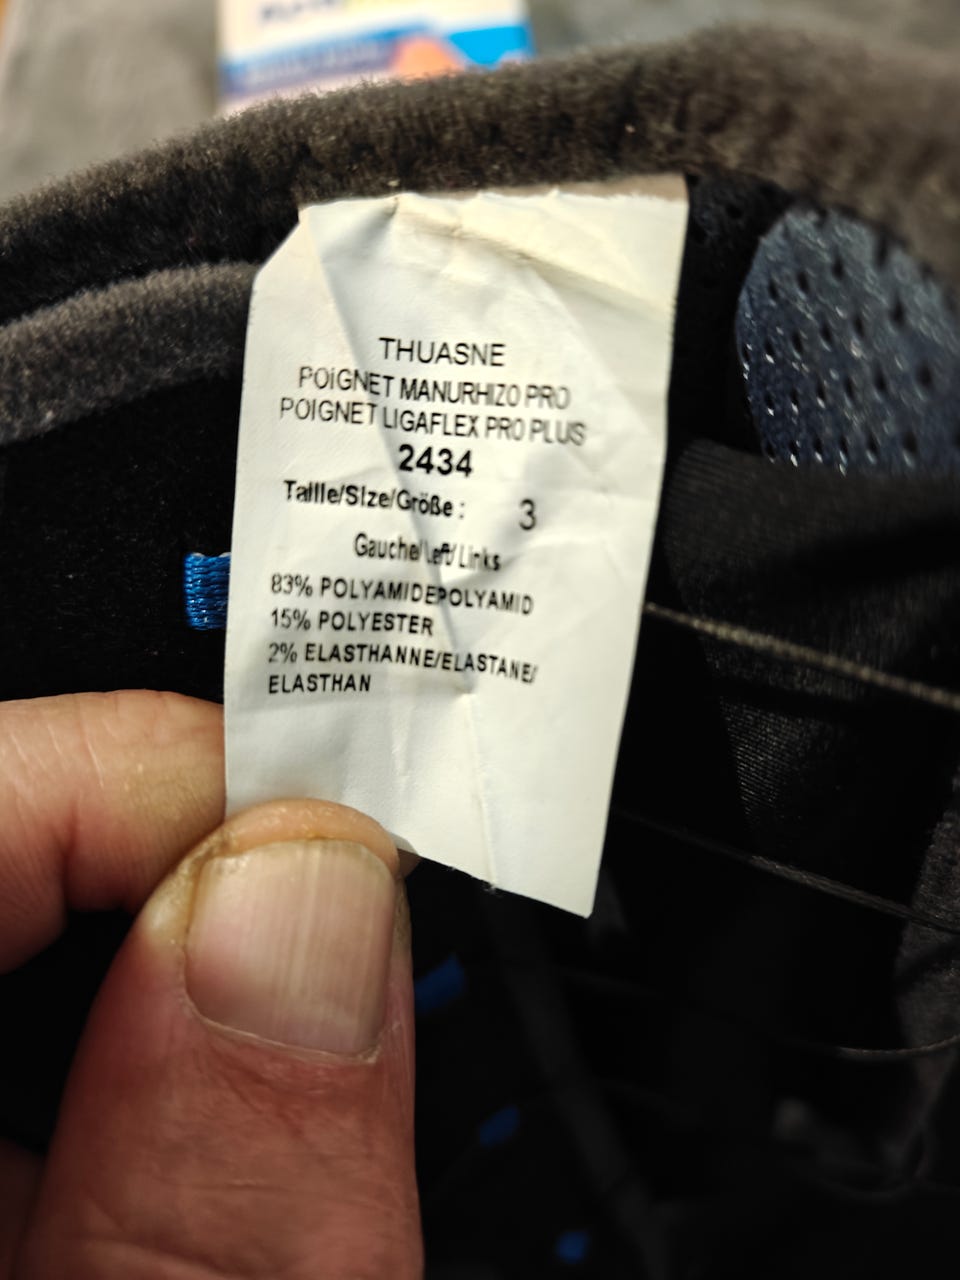 THUASNE
POIGNET MANURHIZO PRO
POIGNET LIGAFLEX PRO PLUS
2434
Taille/Size/Größe : 3
Gauche/Left/Links
83% POLYAMIDEPOLYAMID
15% POLYESTER
2% ELASTHANNE/ELASTANE/
ELASTHAN